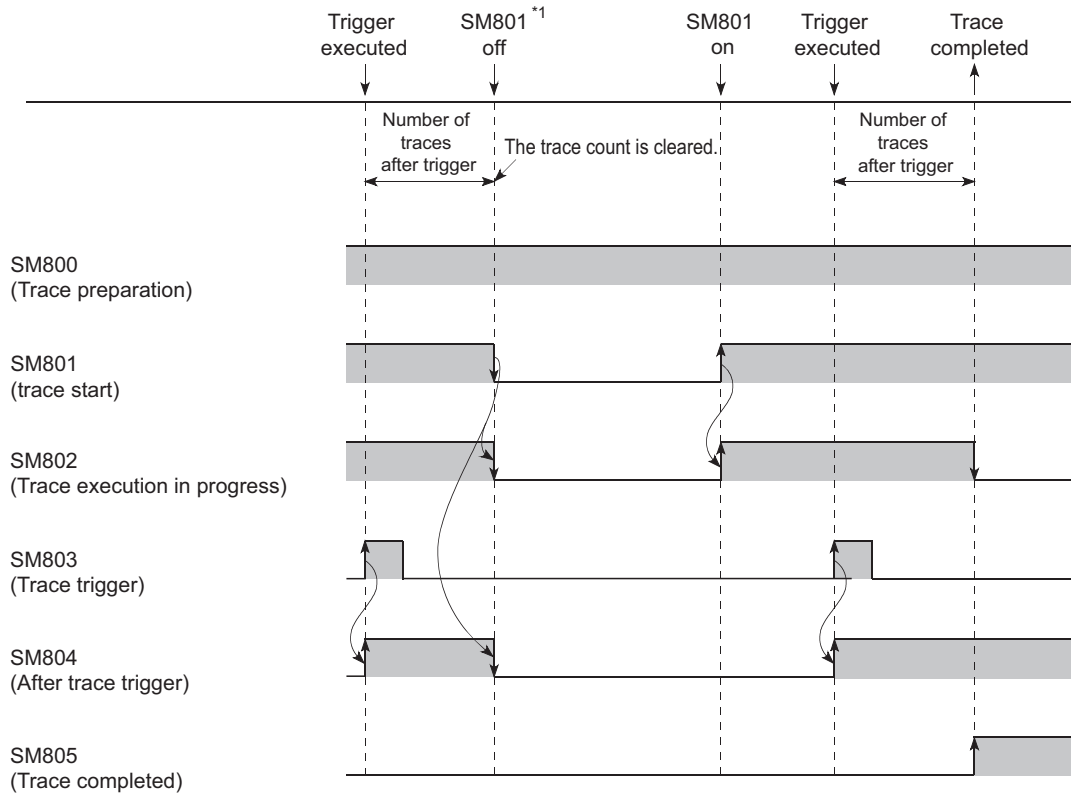 Trigger
executed
SM801 *1
off
SM801
on
Trigger
executed
Trace
completed
Number of
traces
after trigger
The trace count is cleared.
Number of
traces
after trigger
SM800
(Trace preparation)
SM801
(trace start)
SM802
(Trace execution in progress)
SM803
(Trace trigger)
SM804
(After trace trigger)
SM805
(Trace completed)